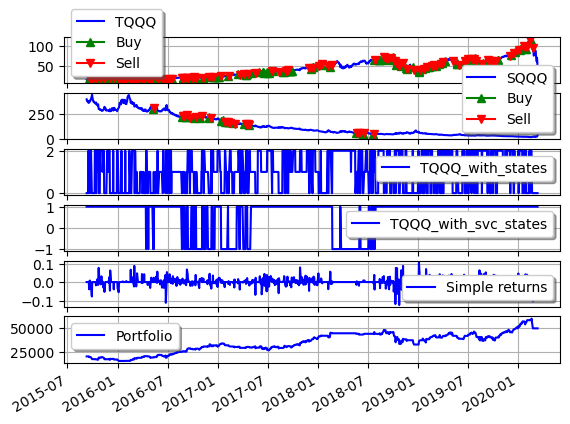 TQQQ
Buy
Sell
100
50
SQQQ
Buy
Sell
250
0
2
0
TQQQ_with_states
1
0
−1
TQQQ_with_svc_states
0.1
0.0
−0.1
Simple returns
50000
25000
Portfolio
2015-07
2016-01
2016-07
2017-01
2017-07
2018-01
2018-07
2019-01
2019-07
2020-01